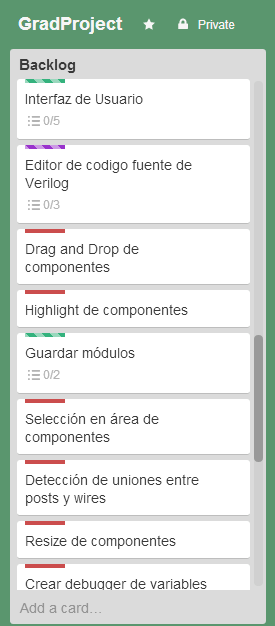 GradProject
Private
Backlog
Interfaz de Usuario
0/5
Editor de codigo fuente de
Verilog
0/3
Drag and Drop de
componentes
Highlight de componentes
Guardar módulos
0/2
Selección en área de
componentes
Detección de uniones entre
posts y wires
Resize de componentes
Crear debugger de variables
Add a card...